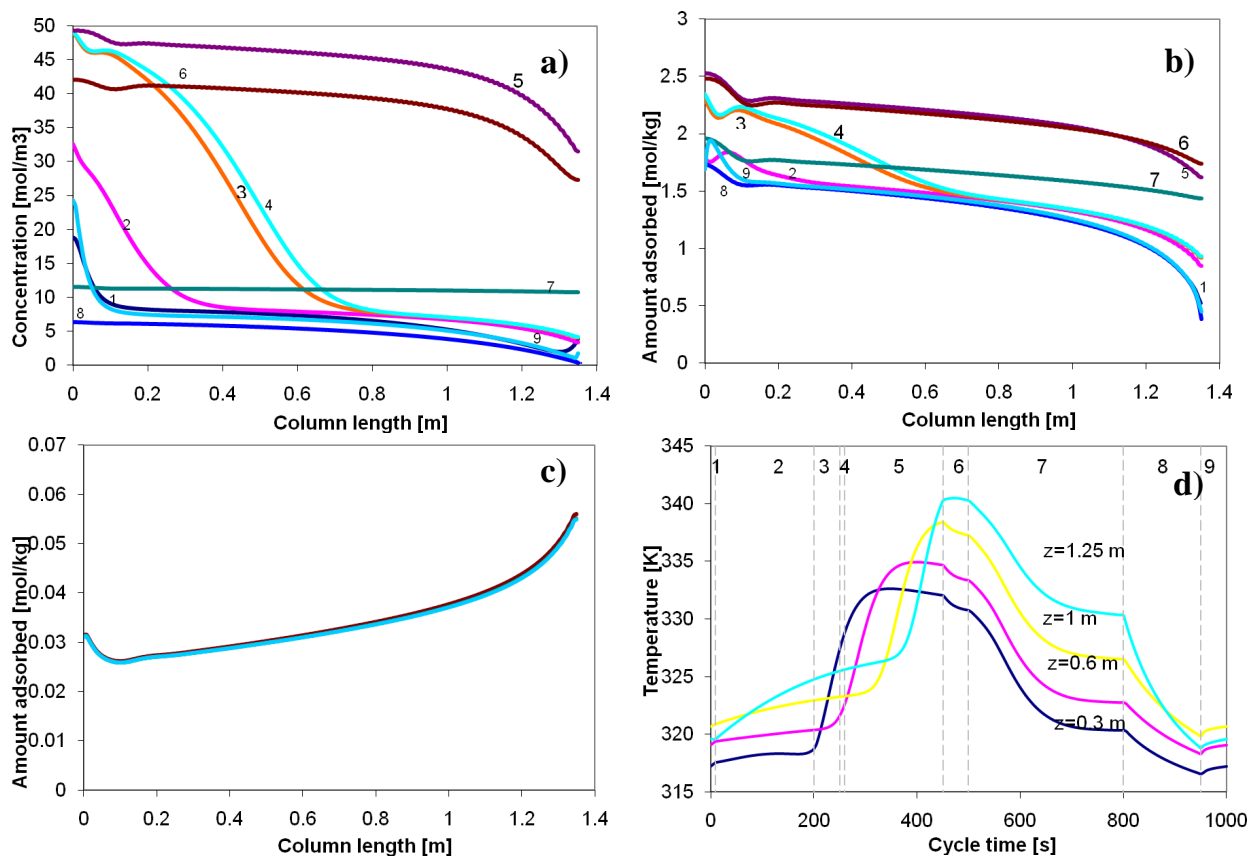 a)
Concentration [mol/m3]
50
45
40
35
30
25
20
15
10
5
0
6
5
2
3
4
1
7
8
9
0 0.2 0.4 0.6 0.8 1 1.2 1.4
Column length [m]
b)
Amount adsorbed [mol/kg]
3
2.5
2
1.5
1
0.5
0
3
4
6
5
7
9
2
8
1
0 0.2 0.4 0.6 0.8 1 1.2 1.4
Column length [m]
c)
Amount adsorbed [mol/kg]
0.07
0.06
0.05
0.04
0.03
0.02
0.01
0
0 0.2 0.4 0.6 0.8 1 1.2 1.4
Column length [m]
d)
Temperature [K]
345
340
335
330
325
320
315
1 2 3 4 5 6 7 8 9
z=1.25 m
z=1 m
z=0.6 m
z=0.3 m
0 200 400 600 800 1000
Cycle time [s]